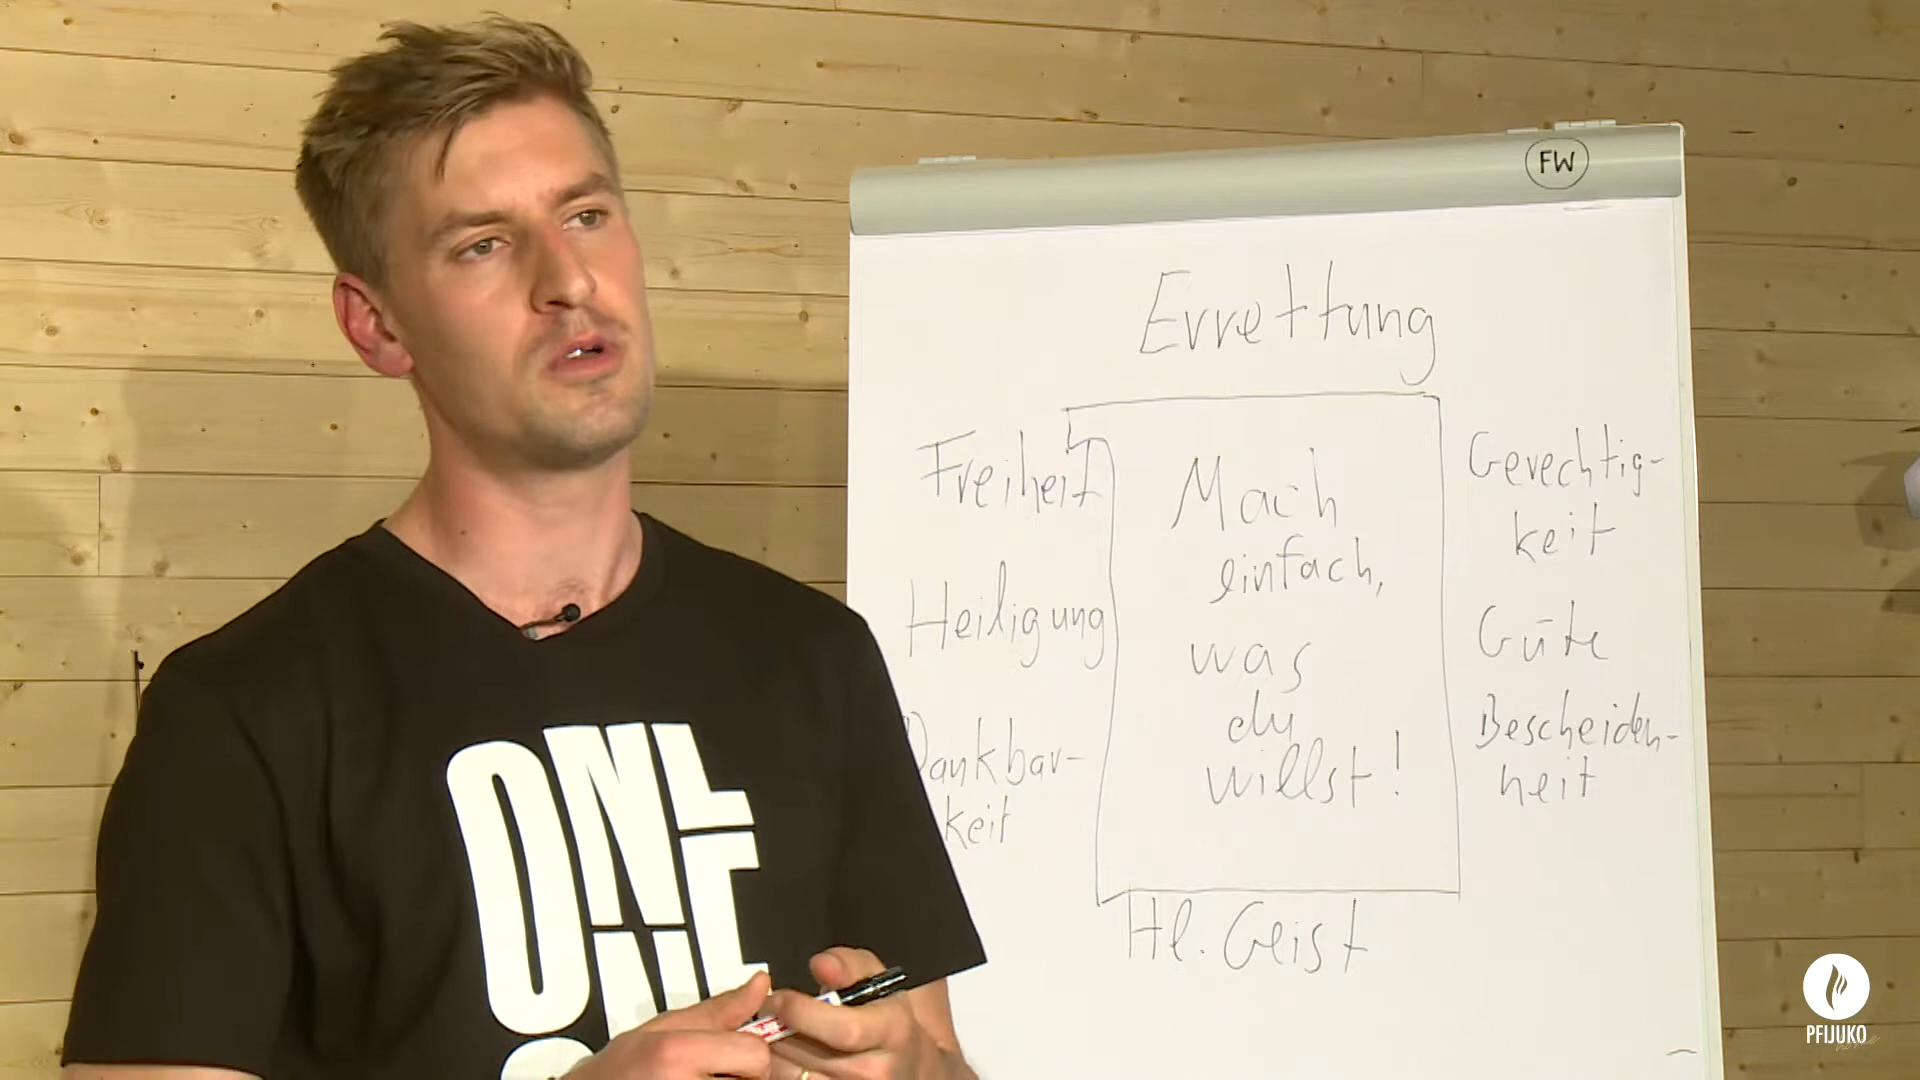 FW
Errettung
Freiheit
Heiligung
Dankbar-
keit
Mach
einfach,
was
du
willst!
Gerechtig-
keit
Güte
Bescheiden-
heit
Hl. Geist
ONE
PFIJUKO